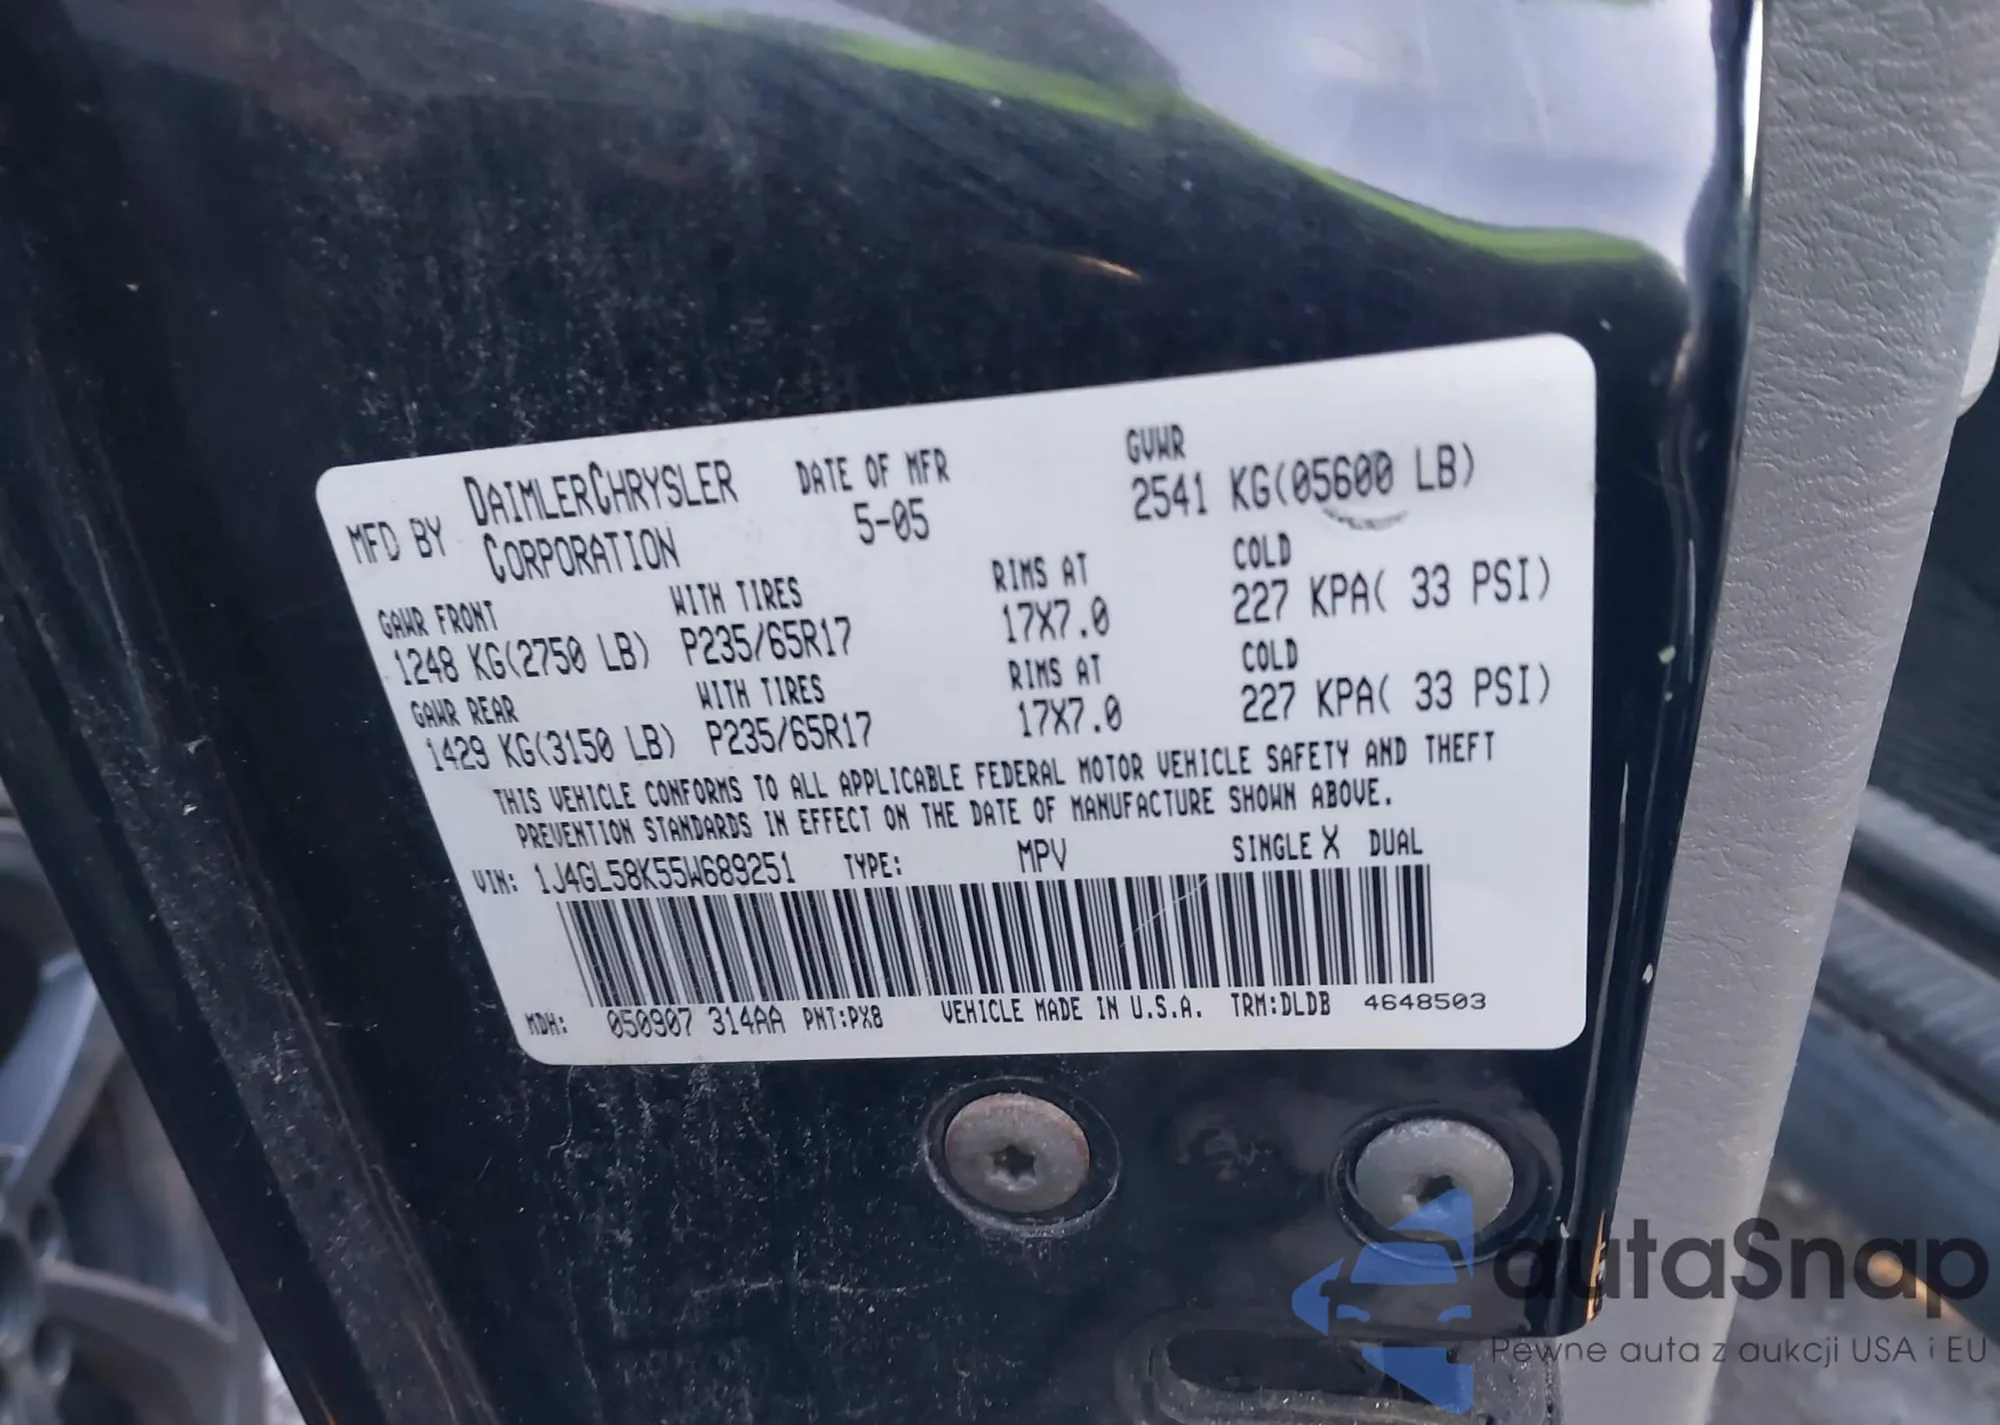 MFD BY DAIMLERCHRYSLER CORPORATION
DATE OF MFR
5-05
GVWR
2541 KG(05600 LB)
GAWR FRONT WITH TIRES RIMS AT COLD
1248 KG(2750 LB) P235/65R17 17X7.0 227 KPA( 33 PSI)
GAWR REAR WITH TIRES RIMS AT COLD
1429 KG(3150 LB) P235/65R17 17X7.0 227 KPA( 33 PSI)
THIS VEHICLE CONFORMS TO ALL APPLICABLE FEDERAL MOTOR VEHICLE SAFETY AND THEFT
PREVENTION STANDARDS IN EFFECT ON THE DATE OF MANUFACTURE SHOWN ABOVE.
VIN: 1J4GL58K55W689251 TYPE: MPV SINGLE X DUAL
MDH: 050907 314AA PNT:PX8 VEHICLE MADE IN U.S.A. TRM:DLDB 4648503
autaSnap
Pewne auta z aukcji USA i EU